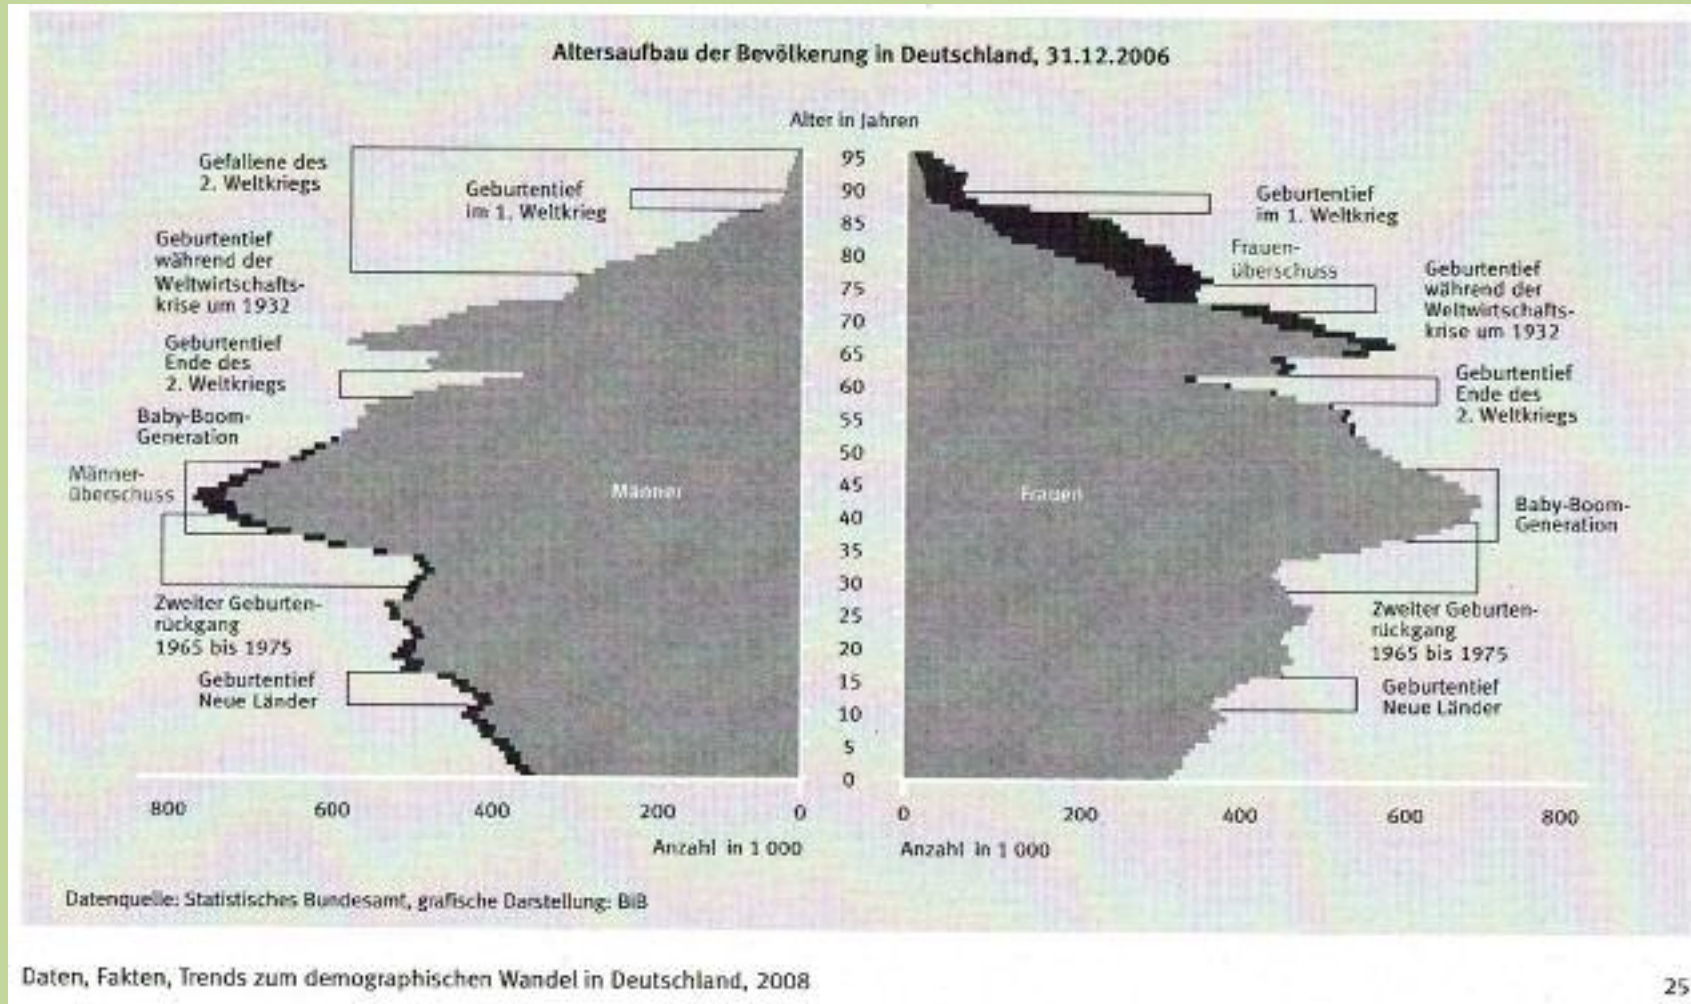 Altersaufbau der Bevölkerung in Deutschland, 31.12.2006
Alter in Jahren
Gefallene des
2. Weltkriegs
Geburtentief
im 1. Weltkrieg
Geburtentief
während der
Weltwirtschafts-
krise um 1932
Geburtentief
Ende des
2. Weltkriegs
Baby-Boom-
Generation
Männer-
überschuss
Männer
Zweiter Geburten-
rückgang
1965 bis 1975
Geburtentief
Neue Länder
95
90
85
80
75
70
65
60
55
50
45
40
35
30
25
20
15
10
5
0
Geburtentief
im 1. Weltkrieg
Frauen-
überschuss
Geburtentief
während der
Weltwirtschafts-
krise um 1932
Geburtentief
Ende des
2. Weltkriegs
Frauen
Baby-Boom-
Generation
Zweiter Geburten-
rückgang
1965 bis 1975
Geburtentief
Neue Länder
800 600 400 200 0
0 200 400 600 800
Anzahl in 1 000
Anzahl in 1 000
Datenquelle: Statistisches Bundesamt, grafische Darstellung: BiB
Daten, Fakten, Trends zum demographischen Wandel in Deutschland, 2008
25